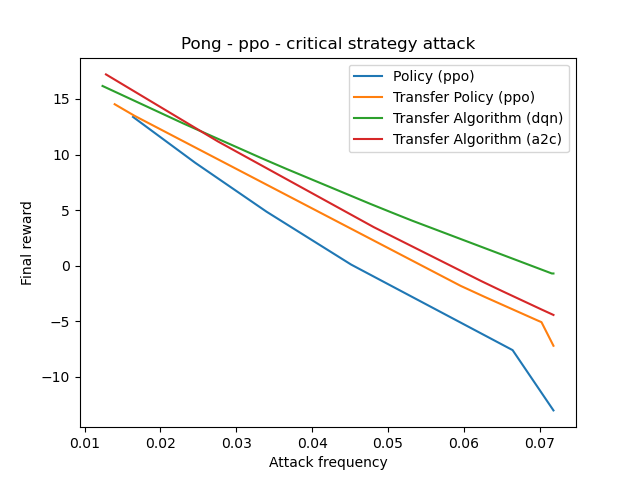 Pong - ppo - critical strategy attack
Policy (ppo)
Transfer Policy (ppo)
Transfer Algorithm (dqn)
Transfer Algorithm (a2c)
Final reward
15
10
5
0
−5
−10
0.01 0.02 0.03 0.04 0.05 0.06 0.07
Attack frequency